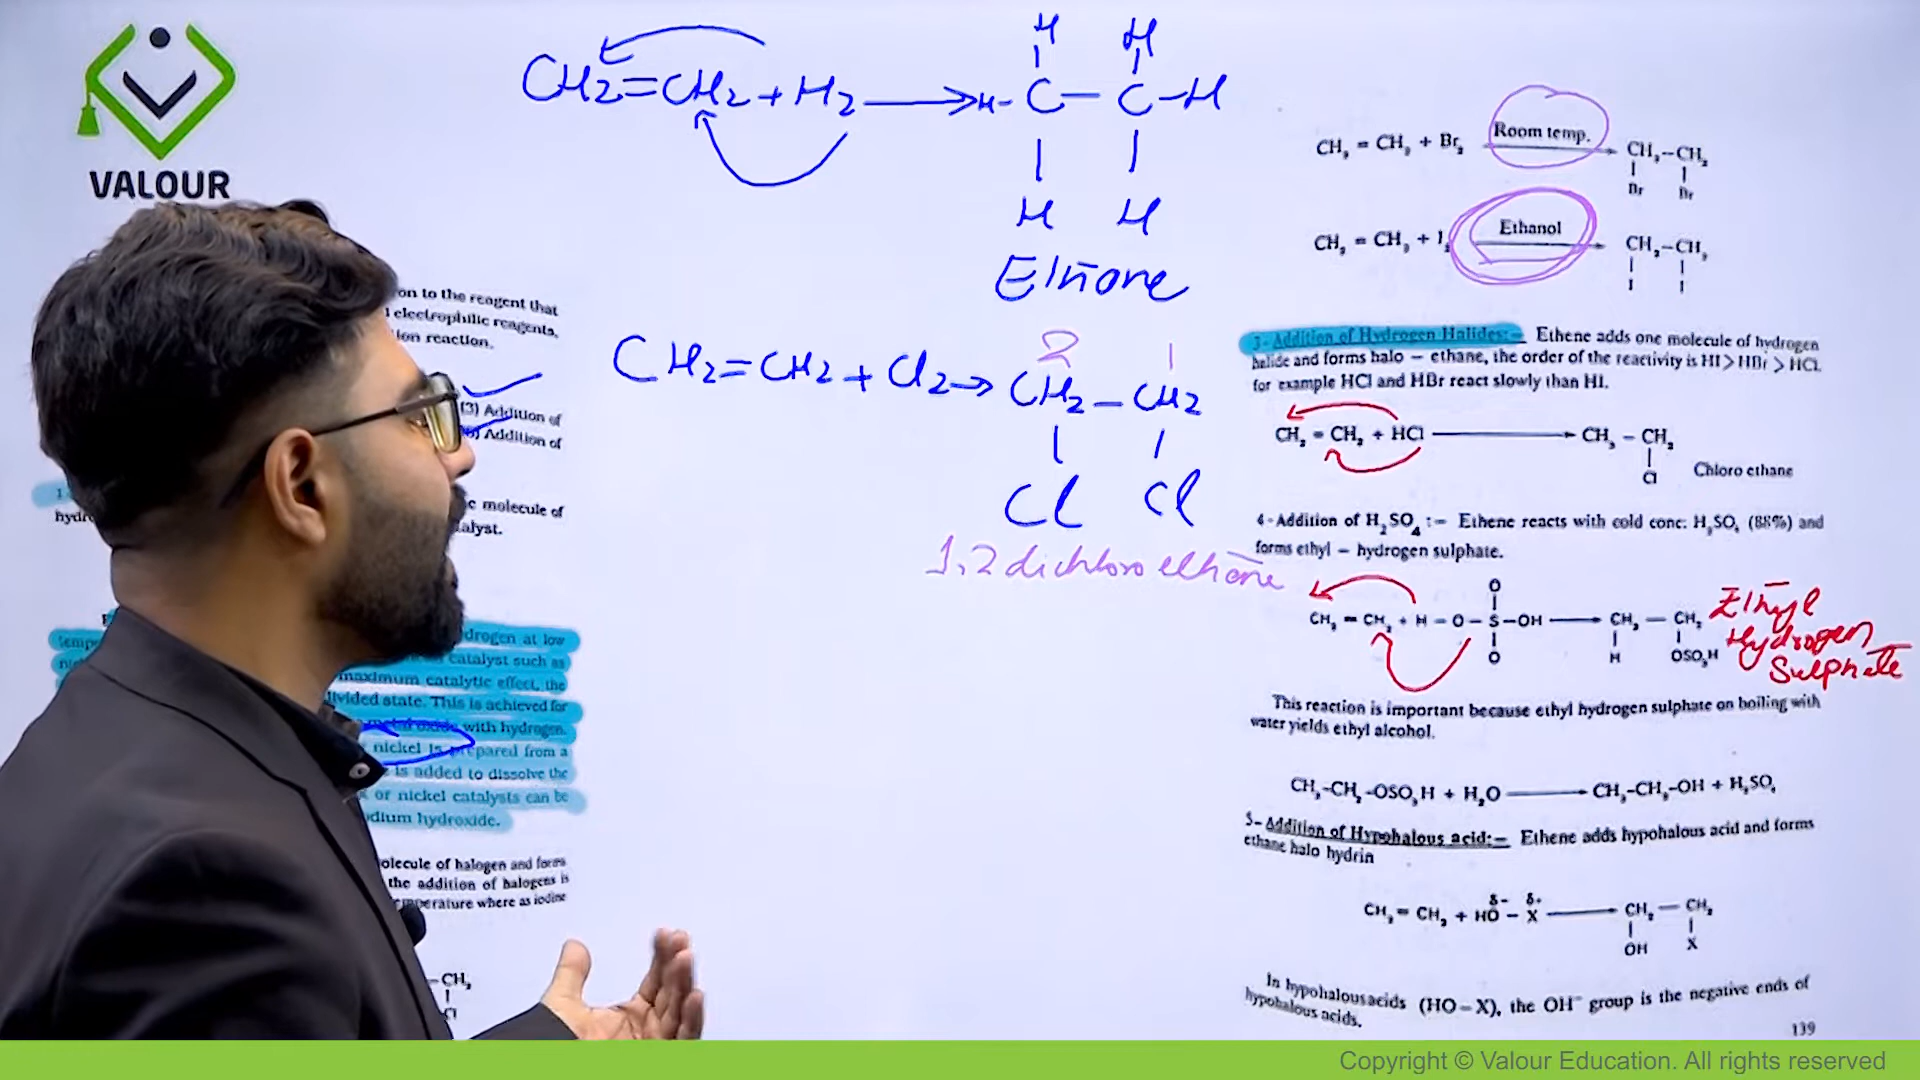 VALOUR
CH2=CH2 + H2 → H- C — C -H
H H
H H
Ethane
CH2=CH2 + Cl2 → CH2 – CH2
2 1
Cl Cl
1,2 dichloro ethane
on to the reagent that
electrophilic reagents,
ion reaction.
(3) Addition of
Addition of
1
molecule of
alyst.
drogen at low
catalyst such as
maximum catalytic effect, the
ivided state. This is achieved for
metal oxide with hydrogen.
nickel is prepared from a
is added to dissolve the
or nickel catalysts can be
dium hydroxide.
olecule of halogen and forms
the addition of halogens is
emperature where as iodine
-CH₂
Cl
CH₂ = CH₂ + Br₂ Room temp. → CH₂-CH₂
Br Br
CH₂ = CH₂ + I₂ Ethanol → CH₂-CH₂
I I
3- Addition of Hydrogen Halides:- Ethene adds one molecule of hydrogen
halide and forms halo – ethane, the order of the reactivity is HI > HBr > HCl.
for example HCl and HBr react slowly than HI.
CH₂ = CH₂ + HCl → CH₃ – CH₂
Cl
Chloro ethane
4-Addition of H₂SO₄ :- Ethene reacts with cold conc. H₂SO₄ (88%) and
forms ethyl – hydrogen sulphate.
O
CH₂ = CH₂ + H – O – S – OH → CH₂ – CH₂
O H OSO₃H
Ethyl
Hydrogen
Sulphate
This reaction is important because ethyl hydrogen sulphate on boiling with
water yields ethyl alcohol.
CH₃-CH₂-OSO₃H + H₂O → CH₃-CH₂-OH + H₂SO₄
5- Addition of Hypohalous acid:- Ethene adds hypohalous acid and forms
ethane halo hydrin
δ- δ+
CH₂ = CH₂ + HO – X → CH₂ – CH₂
OH X
In hypohalous acids (HO – X), the OH⁻ group is the negative ends of
hypohalous acids.
139
Copyright © Valour Education. All rights reserved